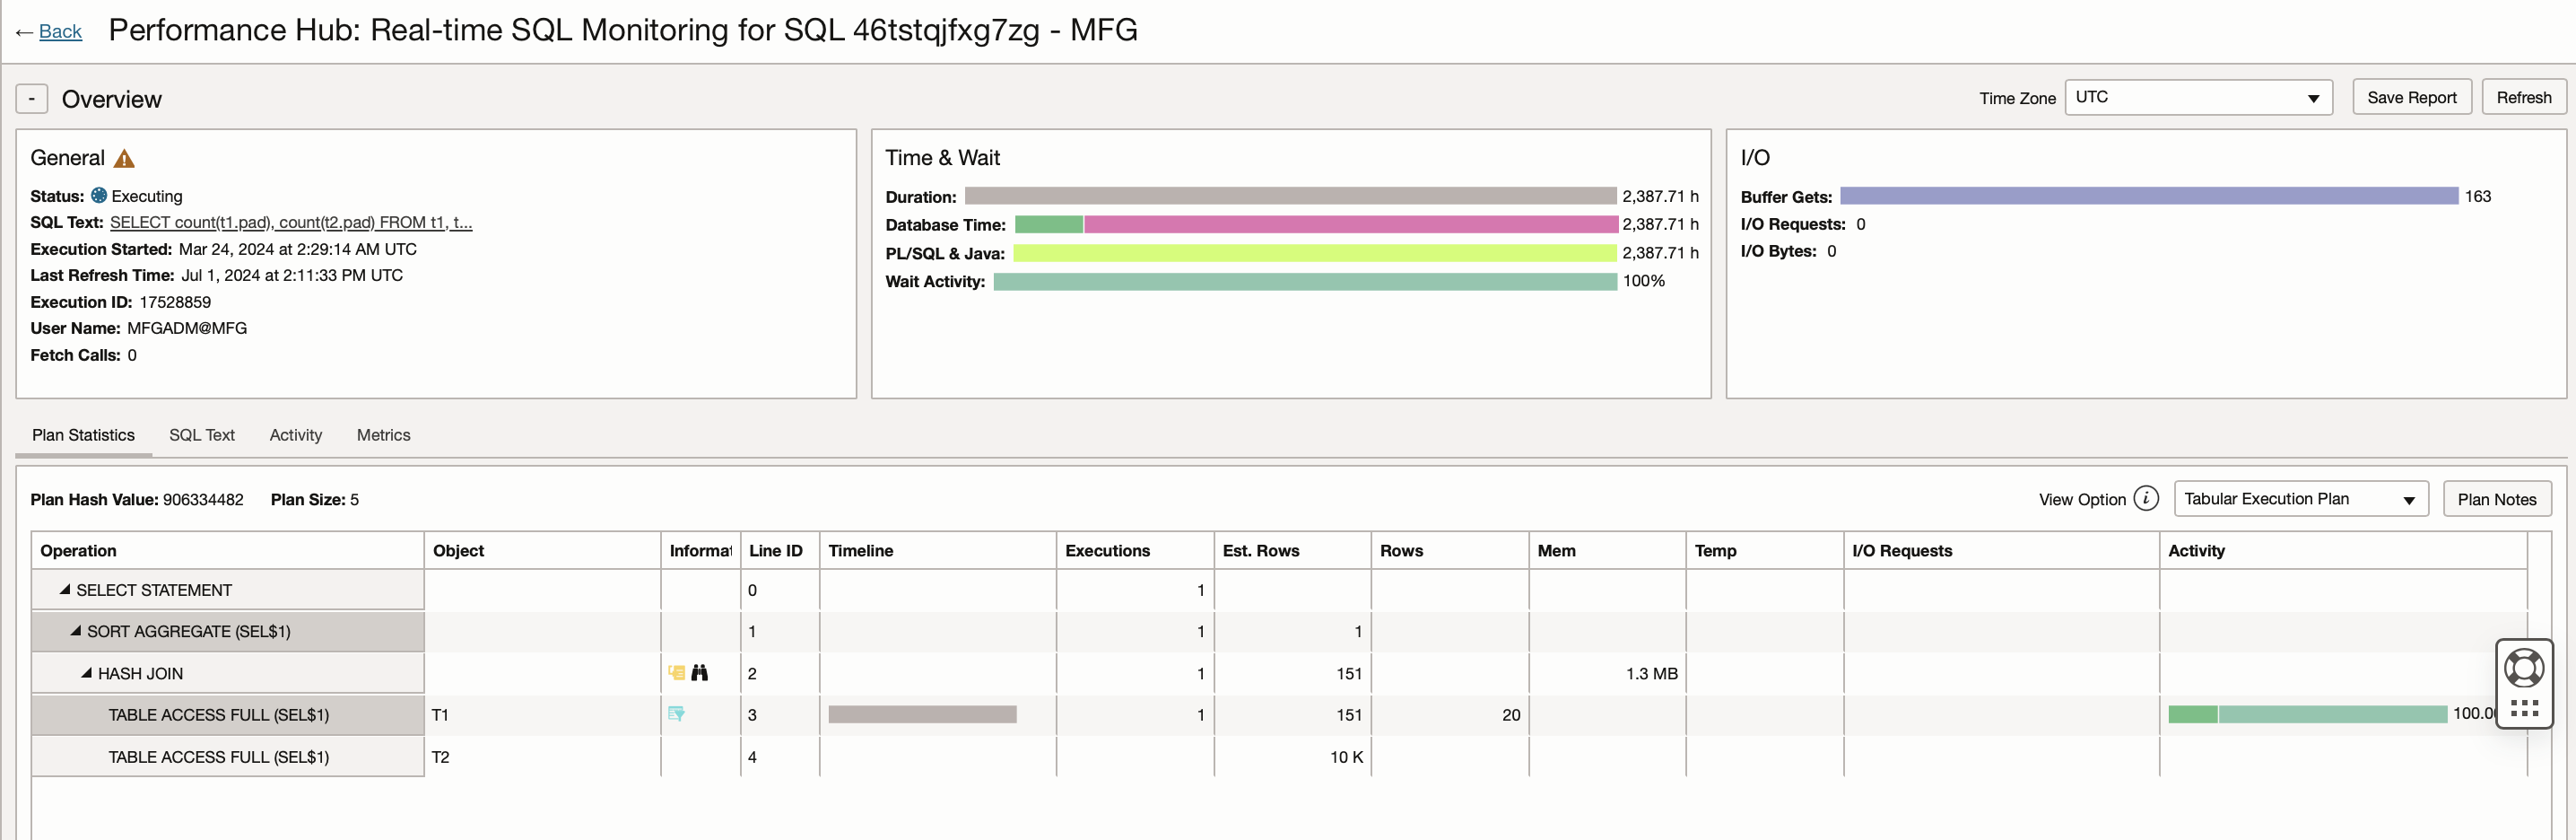 ← Back Performance Hub: Real-time SQL Monitoring for SQL 46tstqjfxg7zg - MFG
- Overview Time Zone UTC Save Report Refresh
General
Status: Executing
SQL Text: SELECT count(t1.pad), count(t2.pad) FROM t1, t...
Execution Started: Mar 24, 2024 at 2:29:14 AM UTC
Last Refresh Time: Jul 1, 2024 at 2:11:33 PM UTC
Execution ID: 17528859
User Name: MFGADM@MFG
Fetch Calls: 0
Time & Wait
Duration: 2,387.71 h
Database Time: 2,387.71 h
PL/SQL & Java: 2,387.71 h
Wait Activity: 100%
I/O
Buffer Gets: 163
I/O Requests: 0
I/O Bytes: 0
Plan Statistics SQL Text Activity Metrics
Plan Hash Value: 906334482 Plan Size: 5 View Option i Tabular Execution Plan Plan Notes
Operation Object Informat Line ID Timeline Executions Est. Rows Rows Mem Temp I/O Requests Activity
SELECT STATEMENT 0 1
SORT AGGREGATE (SEL$1) 1 1 1
HASH JOIN 2 1 151 1.3 MB
TABLE ACCESS FULL (SEL$1) T1 3 1 151 20 100.0
TABLE ACCESS FULL (SEL$1) T2 4 10 K